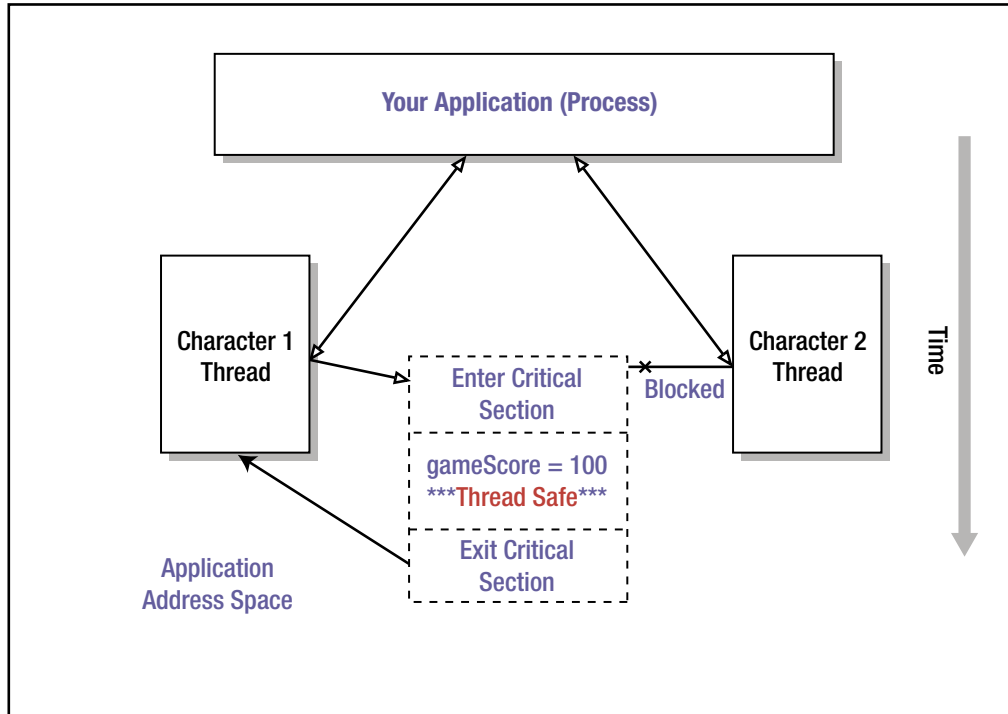 Your Application (Process)
Character 1
Thread
Enter Critical
Section
Blocked
Character 2
Thread
Time
gameScore = 100
***Thread Safe***
Exit Critical
Section
Application
Address Space